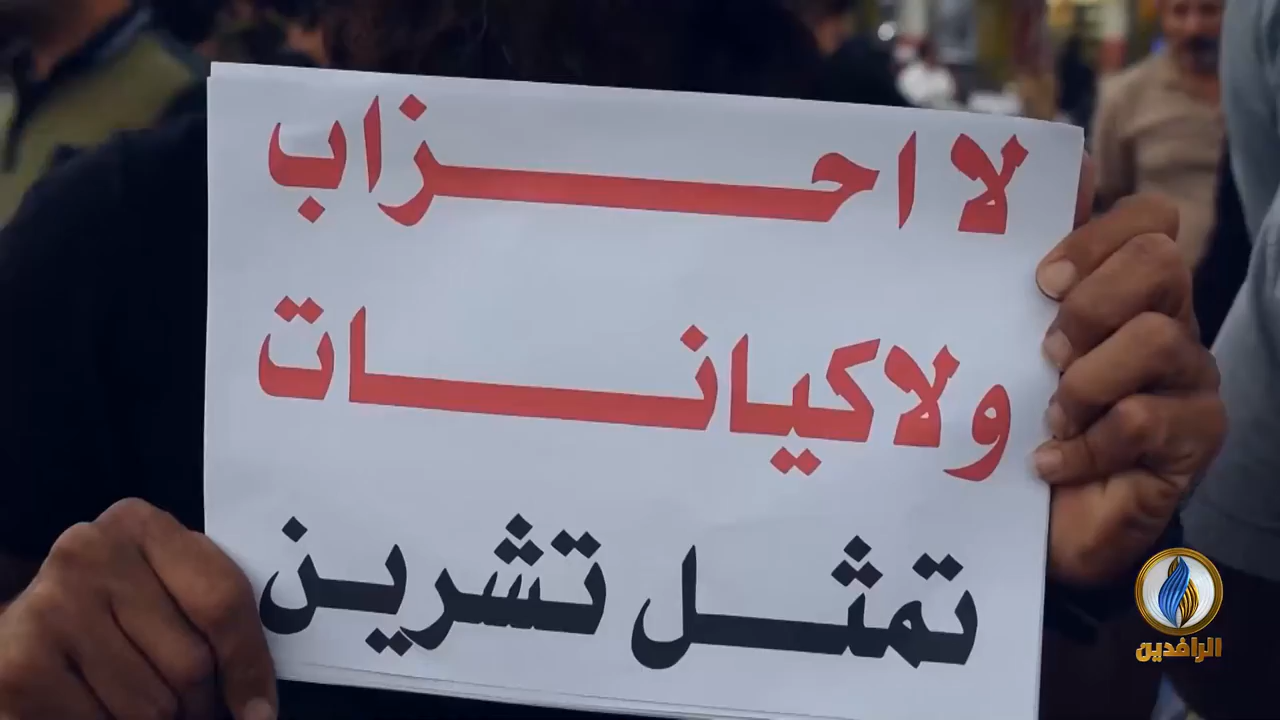 لا احزاب
ولا كيانات
تمثل تشرين
الرافدين